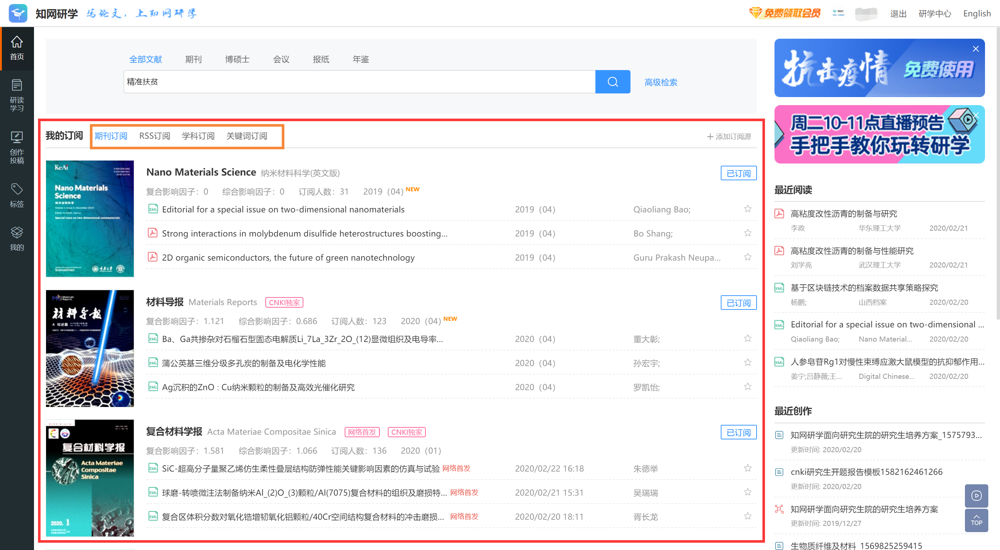 知网研学 写论文，上知网研学
免费领取会员 退出 研学中心 English
首页
研读
学习
创作
投稿
标签
我的
全部文献 期刊 博硕士 会议 报纸 年鉴
精准扶贫 高级检索
我的订阅 期刊订阅 RSS订阅 学科订阅 关键词订阅 + 添加订阅源
KeAi
Nano Materials
Science
纳米材料科学
Volume 1, Issue 4 | December 2019
Editor-in-Chief: Jian Lu
Special issue on two-dimensional nanomaterials
ScienceDirect
Nano Materials Science 纳米材料科学(英文版) 已订阅
复合影响因子：0 综合影响因子：0 订阅人数：31 2019（04）NEW
XML Editorial for a special issue on two-dimensional nanomaterials 2019（04） Qiaoliang Bao;
Strong interactions in molybdenum disulfide heterostructures boosting... 2019（04） Bo Shang;
2D organic semiconductors, the future of green nanotechnology 2019（04） Guru Prakash Neupa...
Materials
Reports
材料导报
A 综述篇
材料导报 Materials Reports CNKI独家 已订阅
复合影响因子：1.121 综合影响因子：0.686 订阅人数：123 2020（04）NEW
XML Ba、Ga共掺杂对石榴石型固态电解质Li_7La_3Zr_2O_(12)显微组织及电导率... 2020（04） 董大彰;
XML 蒲公英基三维分级多孔炭的制备及电化学性能 2020（04） 孙宏宇;
XML Ag沉积的ZnO : Cu纳米颗粒的制备及高效光催化研究 2020（04） 罗凯怡;
复合材料学报
Acta Materiae
Compositae
Sinica
2020. 1
复合材料学报 Acta Materiae Compositae Sinica 网络首发 CNKI独家 已订阅
复合影响因子：1.581 综合影响因子：1.066 订阅人数：136 2020（01）
XML SiC-超高分子量聚乙烯仿生柔性叠层结构防弹性能关键影响因素的仿真与试验 网络首发 2020/02/22 16:18 朱德举
XML 球磨-转喷微注法制备纳米Al_(2)O_(3)颗粒/Al(7075)复合材料的组织及磨损特... 网络首发 2020/02/21 15:31 吴瑞瑞
XML 复合区体积分数对氧化锆增韧氧化铝颗粒/40Cr空间结构复合材料的冲击磨损... 网络首发 2020/02/20 18:11 胥长龙
抗击疫情 免费使用
周二10-11点直播预告
手把手教你玩转研学
最近阅读
高粘度改性沥青的制备与研究
李政 华东理工大学 2020/02/21
高粘度改性沥青的制备与性能研究
刘学亮 武汉理工大学 2020/02/21
XML 基于区块链技术的档案数据共享策略探究
杨鹏; 山西档案 2020/02/20
XML Editorial for a special issue on two-dimensional ...
Qiaoliang Bao; Nano Material... 2020/02/20
XML 人参皂苷Rg1对慢性束缚应激大鼠模型的抗抑郁作用...
姜宁;吕静薇;王... Digital Chinese... 2020/02/20
最近创作
知网研学面向研究生院的研究生培养方案_1575793...
更新时间: 2020/02/20
cnki研究生开题报告模板1582162461266
更新时间: 2020/02/20
知网研学面向研究生院的研究生培养方案
更新时间: 2019/12/27
生物质纤维及材料 1569825259415
TOP